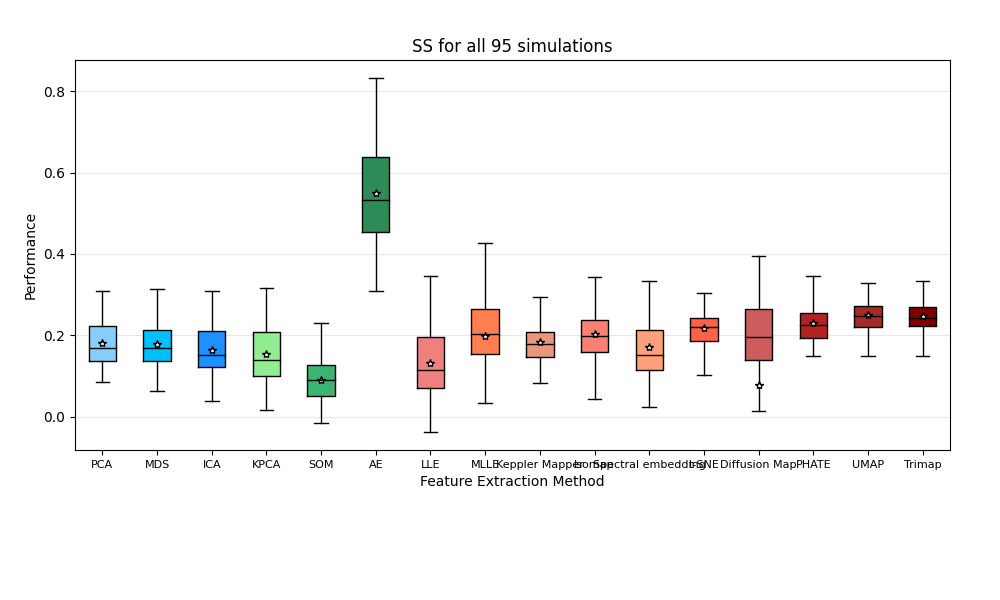 SS for all 95 simulations
Performance
0.8
0.6
0.4
0.2
0.0
PCA MDS ICA KPCA SOM AE LLE MLLE Keppler Mapper Isomap Spectral embedding t-SNE Diffusion Map PHATE UMAP Trimap
Feature Extraction Method